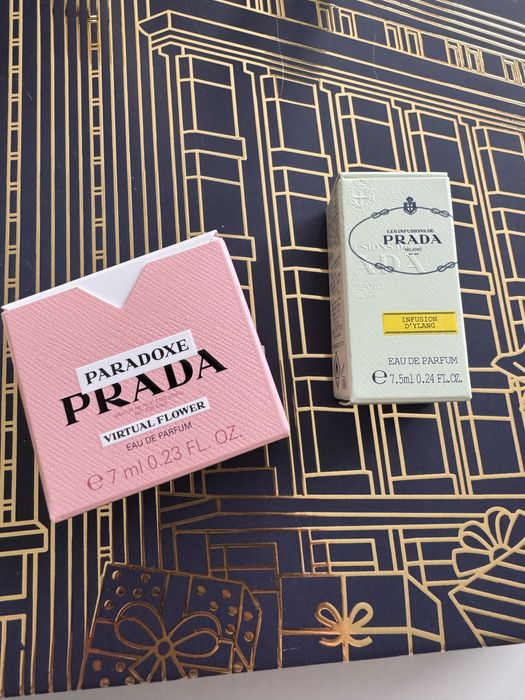 PARADOXE
PRADA
VIRTUAL FLOWER
EAU DE PARFUM
℮ 7 ml 0.23 FL. OZ.
LES INFUSIONS DE
PRADA
MILANO
INFUSION
D'YLANG
EAU DE PARFUM
℮ 7.5ml 0.24 FL.OZ.